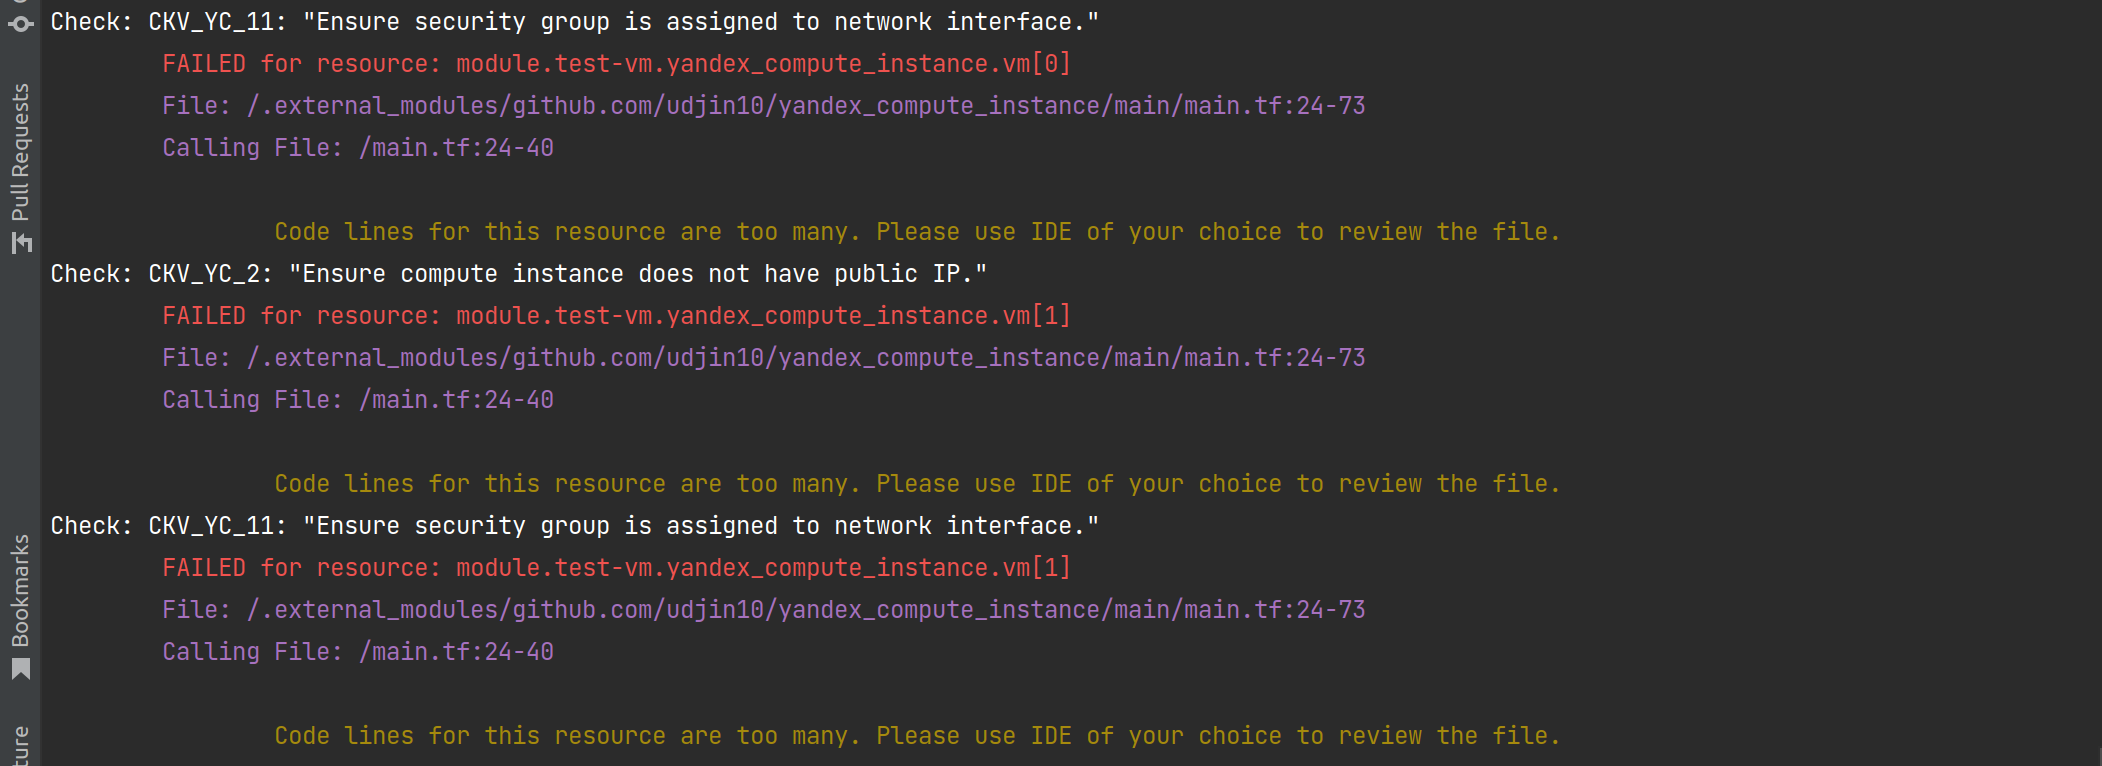 Check: CKV_YC_11: "Ensure security group is assigned to network interface."
FAILED for resource: module.test-vm.yandex_compute_instance.vm[0]
File: /.external_modules/github.com/udjin10/yandex_compute_instance/main/main.tf:24-73
Calling File: /main.tf:24-40
Code lines for this resource are too many. Please use IDE of your choice to review the file.
Check: CKV_YC_2: "Ensure compute instance does not have public IP."
FAILED for resource: module.test-vm.yandex_compute_instance.vm[1]
File: /.external_modules/github.com/udjin10/yandex_compute_instance/main/main.tf:24-73
Calling File: /main.tf:24-40
Code lines for this resource are too many. Please use IDE of your choice to review the file.
Check: CKV_YC_11: "Ensure security group is assigned to network interface."
FAILED for resource: module.test-vm.yandex_compute_instance.vm[1]
File: /.external_modules/github.com/udjin10/yandex_compute_instance/main/main.tf:24-73
Calling File: /main.tf:24-40
Code lines for this resource are too many. Please use IDE of your choice to review the file.
Pull Requests
Bookmarks